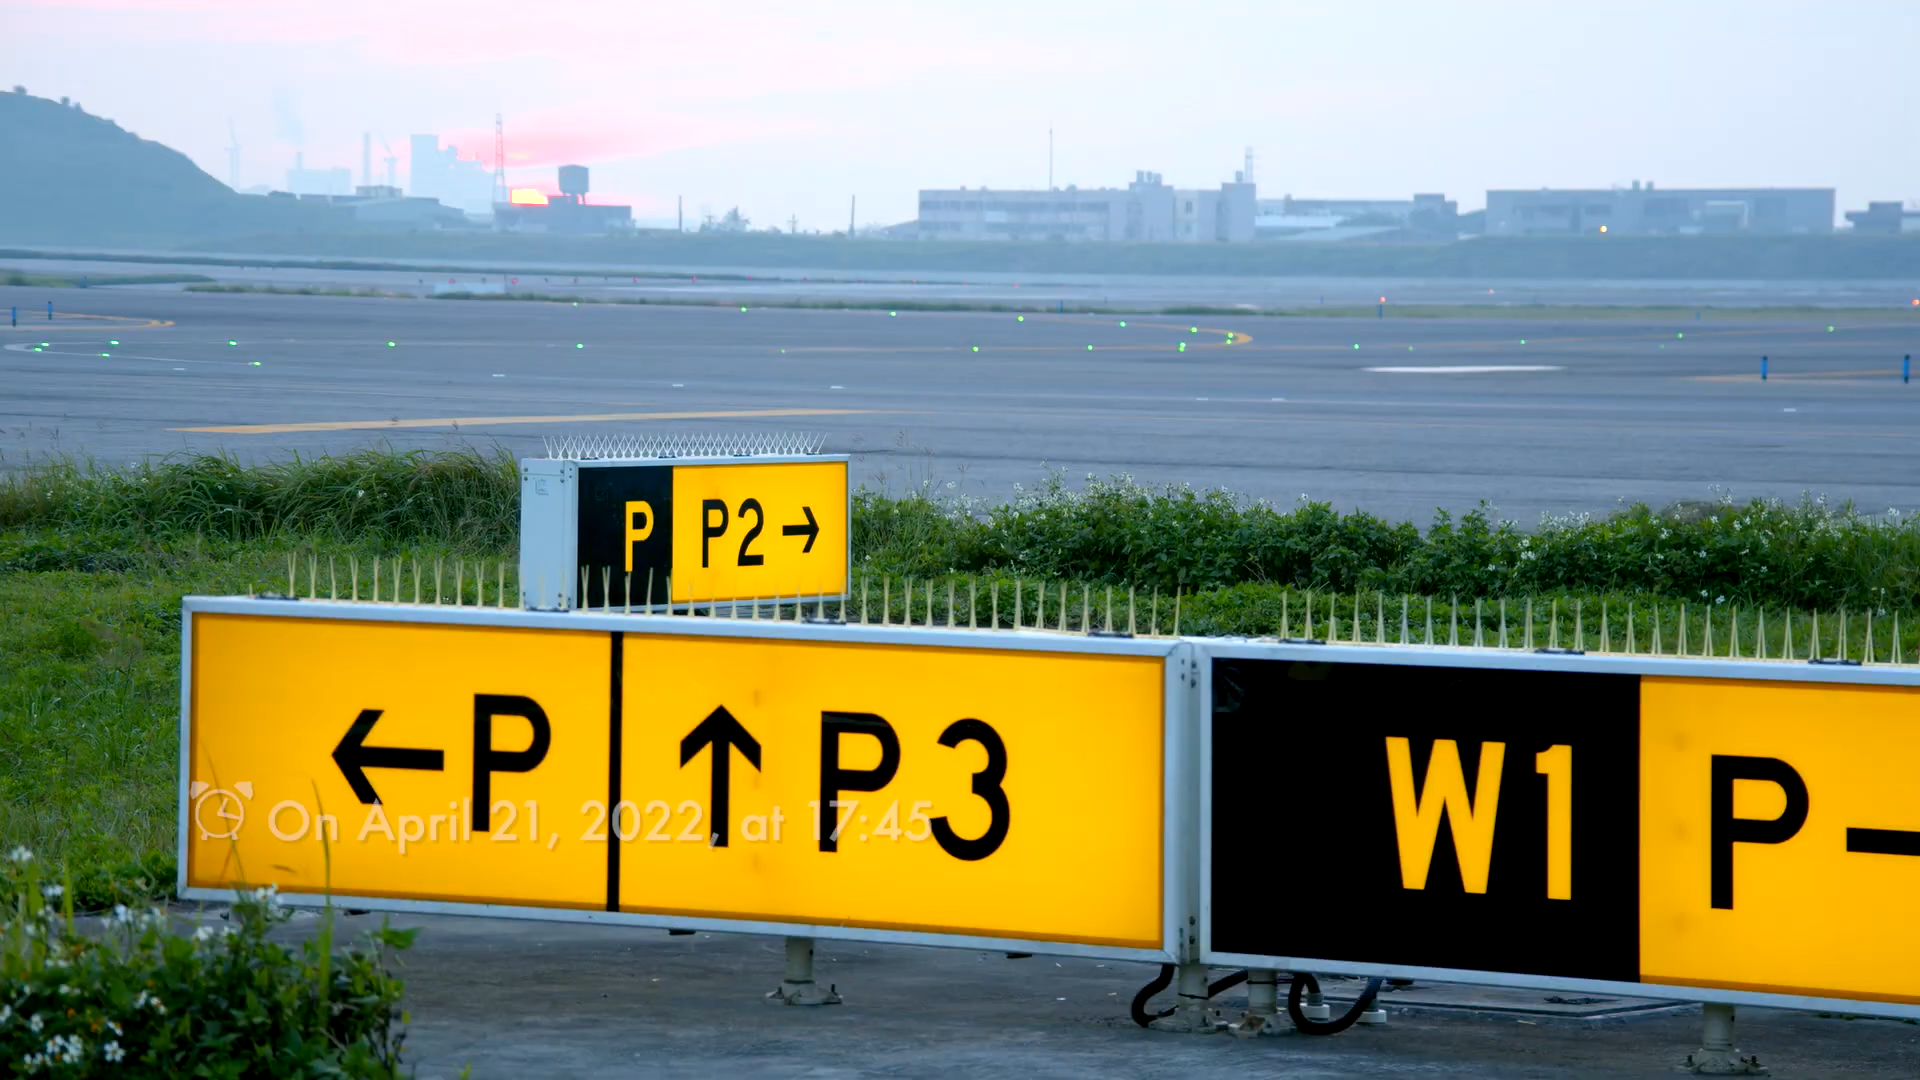 P P2→
←P ↑P3 W1 P
On April 21, 2022, at 17:45